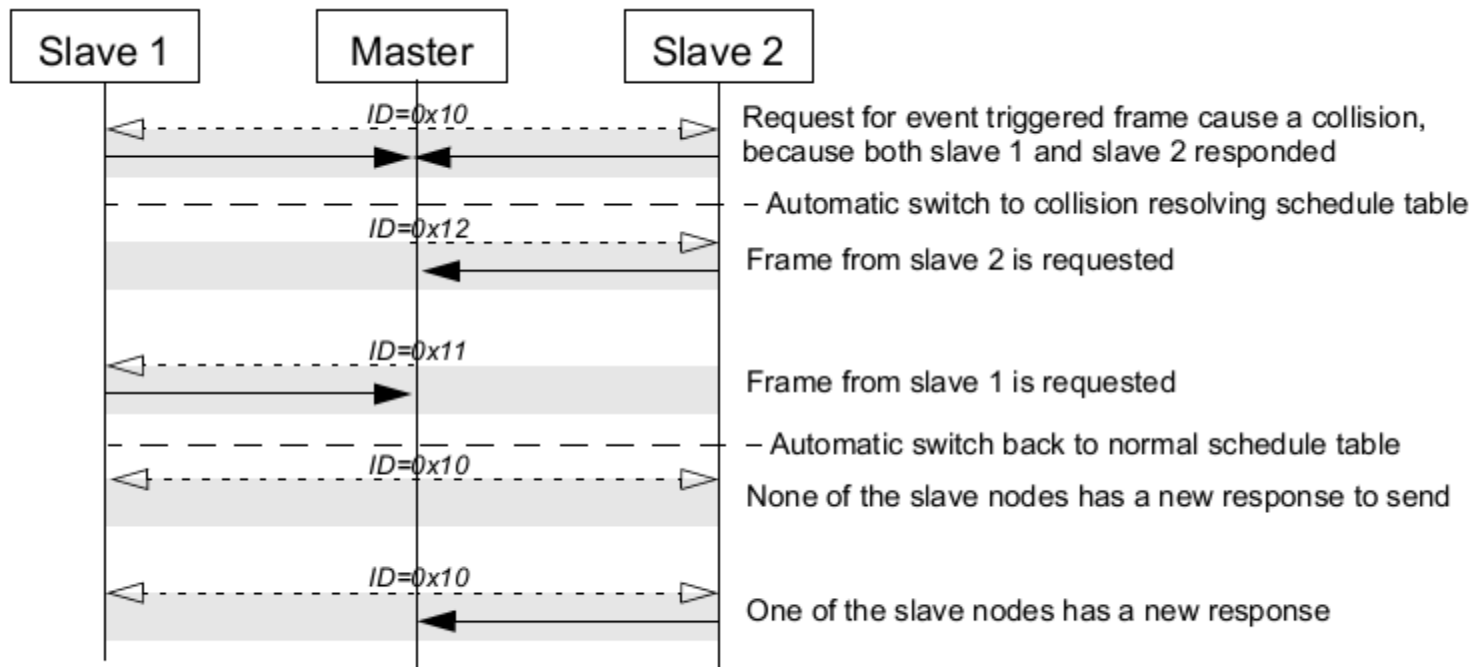 Slave 1
Master
Slave 2
ID=0x10
Request for event triggered frame cause a collision,
because both slave 1 and slave 2 responded
Automatic switch to collision resolving schedule table
ID=0x12
Frame from slave 2 is requested
ID=0x11
Frame from slave 1 is requested
Automatic switch back to normal schedule table
ID=0x10
None of the slave nodes has a new response to send
ID=0x10
One of the slave nodes has a new response